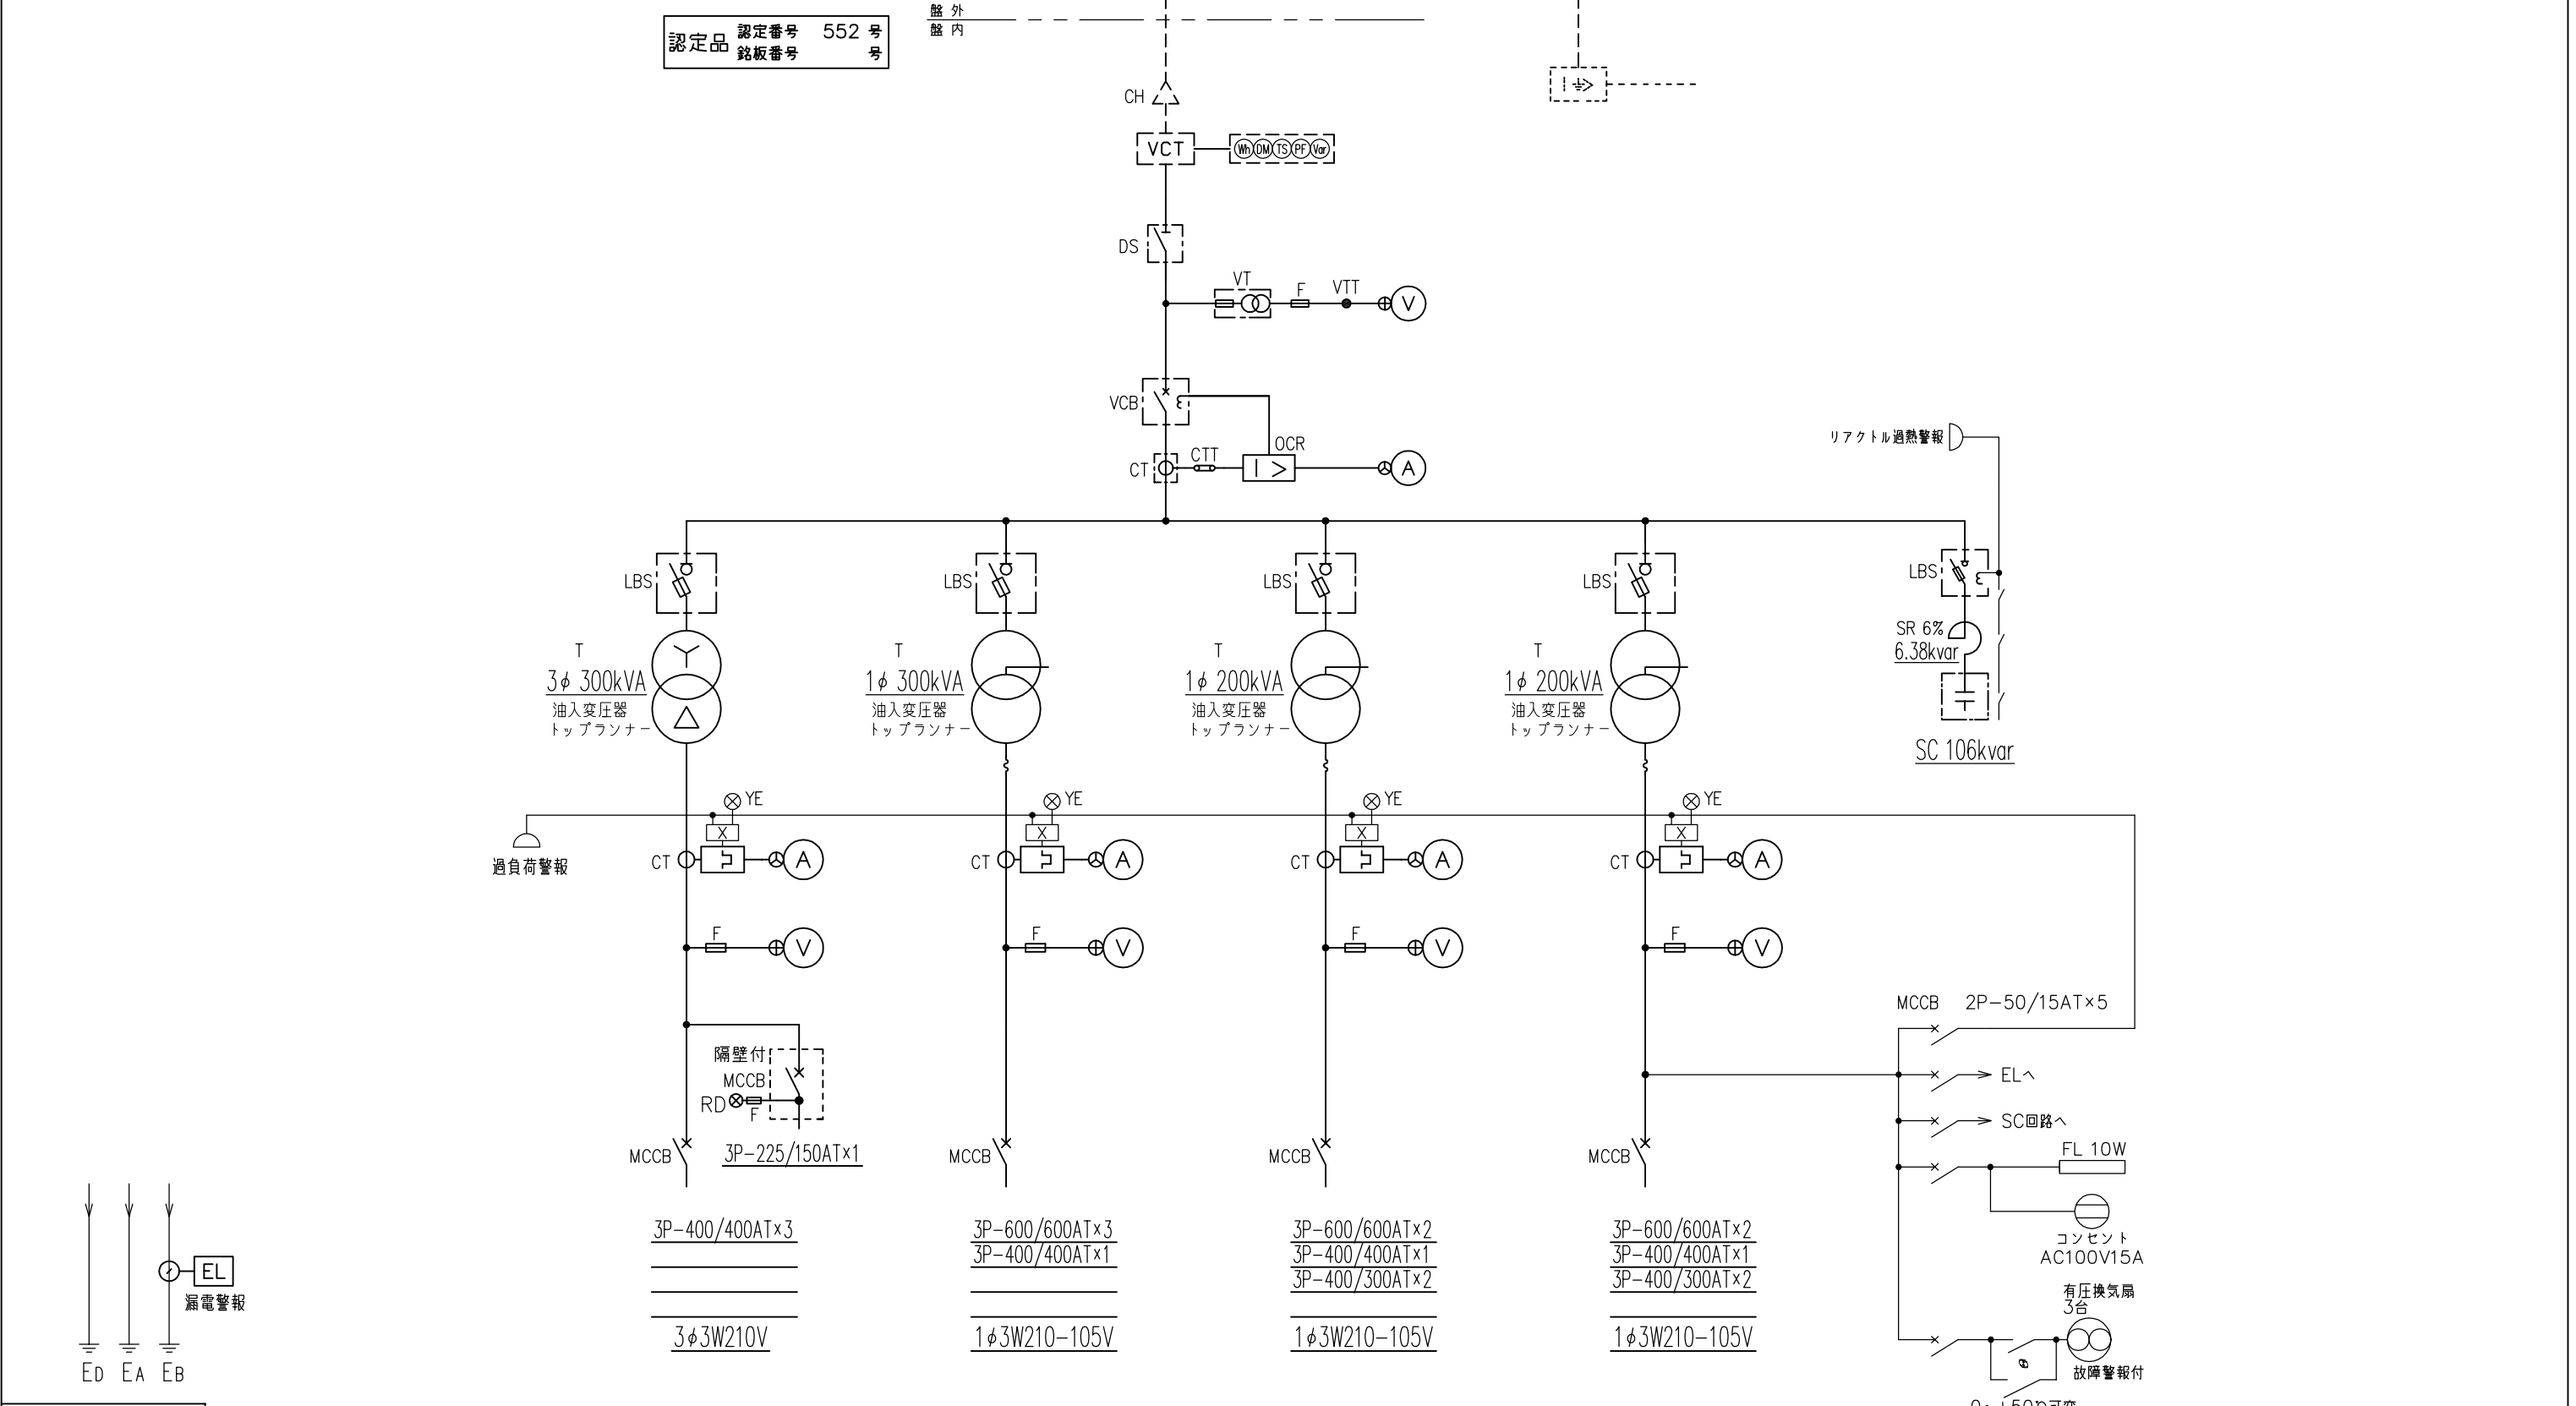 盤外
盤内
認定品
認定番号 552 号
銘板番号 号
CH
I ⏚>
VCT
Wh DM TS PF Var
DS
VT
F
VTT
V
VCB
OCR
CTT
CT
I >
A
リアクトル過熱警報
LBS
LBS
LBS
LBS
LBS
T
3φ 300kVA
油入変圧器
トップランナー
T
1φ 300kVA
油入変圧器
トップランナー
T
1φ 200kVA
油入変圧器
トップランナー
T
1φ 200kVA
油入変圧器
トップランナー
SR 6%
6.38kvar
SC 106kvar
YE
YE
YE
YE
X
X
X
X
過負荷警報
CT
A
CT
A
CT
A
CT
A
F
V
F
V
F
V
F
V
隔壁付
MCCB
RD
F
3P-225/150AT×1
MCCB
MCCB
MCCB
MCCB
3P-400/400AT×3
3φ3W210V
3P-600/600AT×3
3P-400/400AT×1
1φ3W210-105V
3P-600/600AT×2
3P-400/400AT×1
3P-400/300AT×2
1φ3W210-105V
3P-600/600AT×2
3P-400/400AT×1
3P-400/300AT×2
1φ3W210-105V
MCCB 2P-50/15AT×5
ELへ
SC回路へ
FL 10W
コンセント
AC100V15A
有圧換気扇
3台
θ
故障警報付
EL
漏電警報
ED
EA
EB